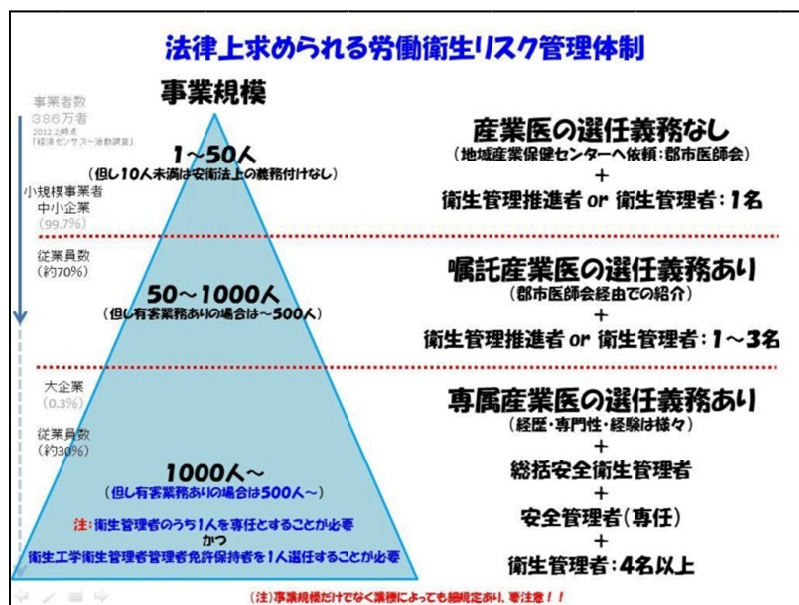 法律上求められる労働衛生リスク管理体制
事業規模
事業者数
386万者
2012.2時点
「経済センサスー活動調査」
1～50人
(但し10人未満は安衛法上の義務付けなし)
小規模事業者
中小企業
(99.7%)
従業員数
(約70%)
50～1000人
(但し有害業務ありの場合は～500人)
大企業
(0.3%)
従業員数
(約30%)
1000人～
(但し有害業務ありの場合は500人～)
注:衛生管理者のうち1人を専任とすることが必要
かつ
衛生工学衛生管理者管理者免許保持者を1人選任することが必要
産業医の選任義務なし
(地域産業保健センターへ依頼:郡市医師会)
+
衛生管理推進者 or 衛生管理者:1名
嘱託産業医の選任義務あり
(郡市医師会経由での紹介)
+
衛生管理推進者 or 衛生管理者:1～3名
専属産業医の選任義務あり
(経歴・専門性・経験は様々)
+
総括安全衛生管理者
+
安全管理者(専任)
+
衛生管理者:4名以上
(注)事業規模だけでなく業種によっても細規定あり、要注意!!